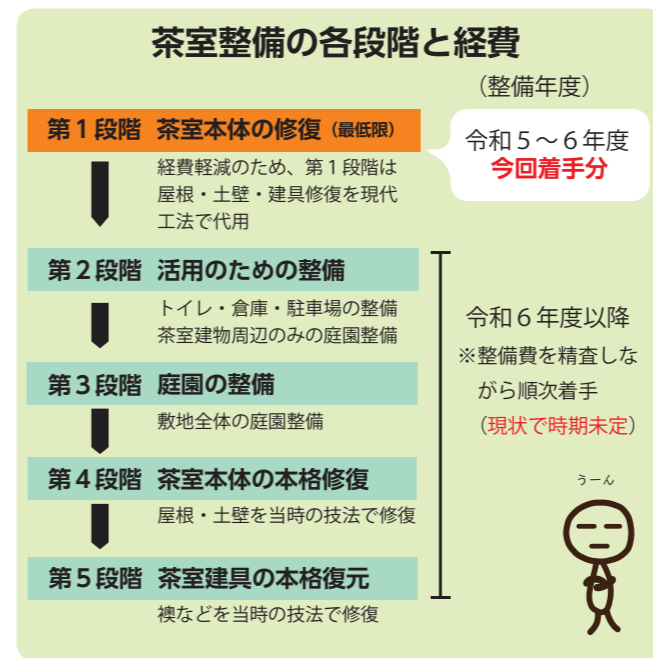 茶室整備の各段階と経費
（整備年度）
第１段階 茶室本体の修復（最低限）
令和５～６年度
今回着手分
経費軽減のため、第１段階は
屋根・土壁・建具修復を現代
工法で代用
第２段階 活用のための整備
トイレ・倉庫・駐車場の整備
茶室建物周辺のみの庭園整備
令和６年度以降
※整備費を精査しな
がら順次着手
（現状で時期未定）
第３段階 庭園の整備
敷地全体の庭園整備
第４段階 茶室本体の本格修復
屋根・土壁を当時の技法で修復
うーん
第５段階 茶室建具の本格復元
襖などを当時の技法で修復